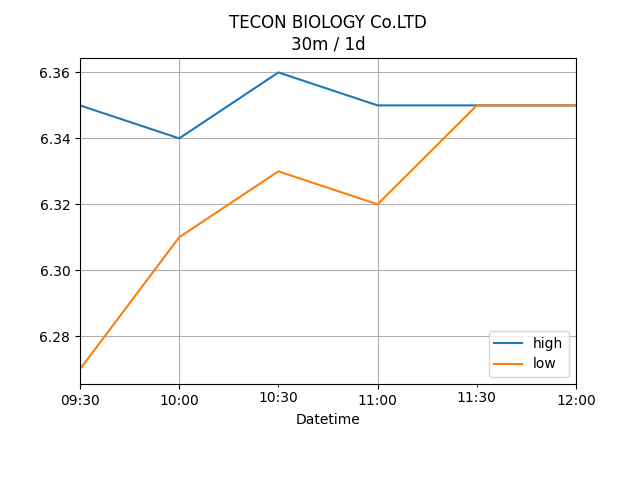 TECON BIOLOGY Co.LTD
30m / 1d
6.36
6.34
6.32
6.30
6.28
high
low
09:30 10:00 10:30 11:00 11:30 12:00
Datetime